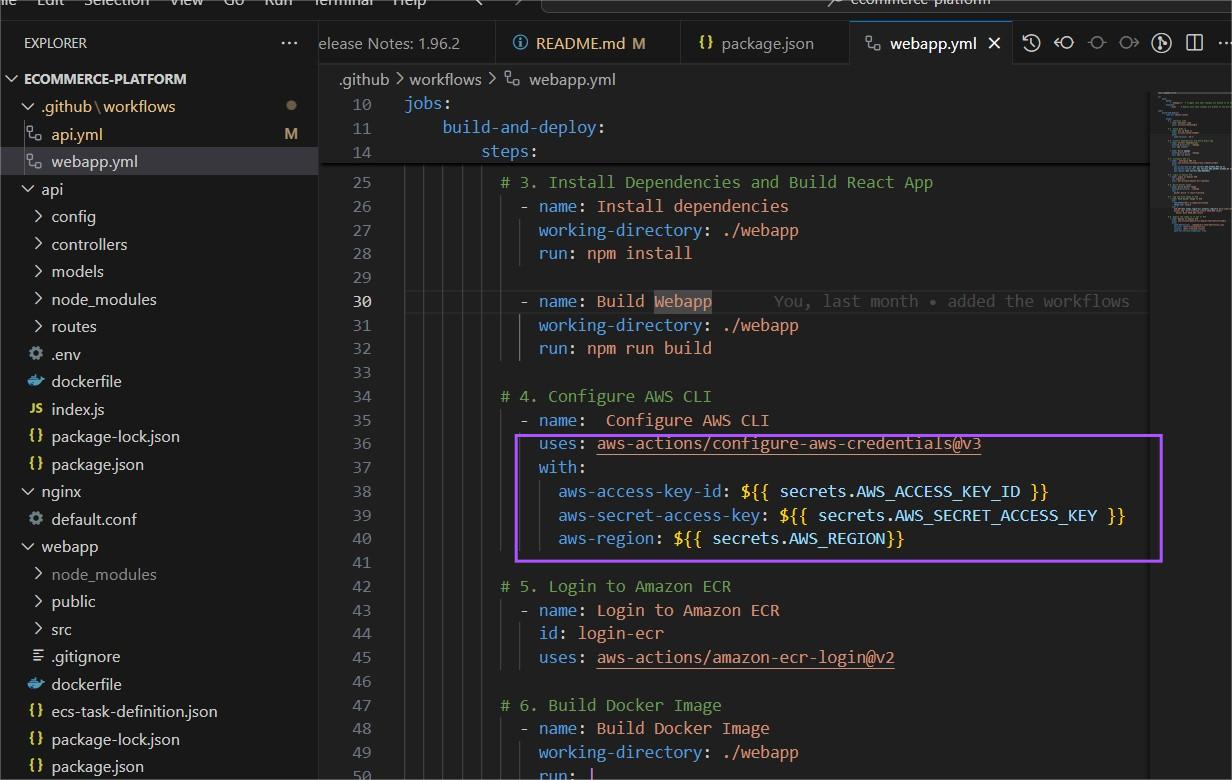 Edit Selection View Go Run Terminal Help
ecommerce-platform
EXPLORER
elease Notes: 1.96.2
README.md M
package.json
webapp.yml
ECOMMERCE-PLATFORM
.github\workflows
api.yml M
webapp.yml
api
config
controllers
models
node_modules
routes
.env
dockerfile
index.js
package-lock.json
package.json
nginx
default.conf
webapp
node_modules
public
src
.gitignore
dockerfile
ecs-task-definition.json
package-lock.json
package.json
.github > workflows > webapp.yml
10 jobs:
11 build-and-deploy:
14 steps:
25 # 3. Install Dependencies and Build React App
26 - name: Install dependencies
27 working-directory: ./webapp
28 run: npm install
29
30 - name: Build Webapp You, last month • added the workflows
31 working-directory: ./webapp
32 run: npm run build
33
34 # 4. Configure AWS CLI
35 - name:  Configure AWS CLI
36 uses: aws-actions/configure-aws-credentials@v3
37 with:
38 aws-access-key-id: ${{ secrets.AWS_ACCESS_KEY_ID }}
39 aws-secret-access-key: ${{ secrets.AWS_SECRET_ACCESS_KEY }}
40 aws-region: ${{ secrets.AWS_REGION}}
41
42 # 5. Login to Amazon ECR
43 - name: Login to Amazon ECR
44 id: login-ecr
45 uses: aws-actions/amazon-ecr-login@v2
46
47 # 6. Build Docker Image
48 - name: Build Docker Image
49 working-directory: ./webapp
50 run: |